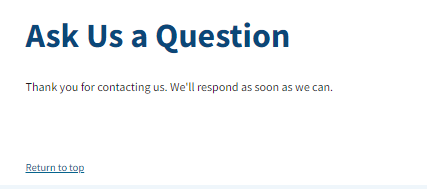 Ask Us a Question
Thank you for contacting us. We'll respond as soon as we can.
Return to top